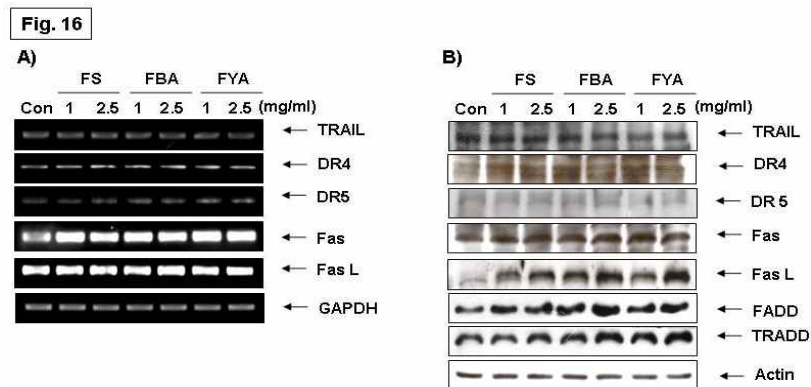 Fig. 16
A)
FS FBA FYA
Con 1 2.5 1 2.5 1 2.5 (mg/ml)
TRAIL
DR4
DR5
Fas
Fas L
GAPDH
B)
FS FBA FYA
Con 1 2.5 1 2.5 1 2.5 (mg/ml)
TRAIL
DR4
DR 5
Fas
Fas L
FADD
TRADD
Actin